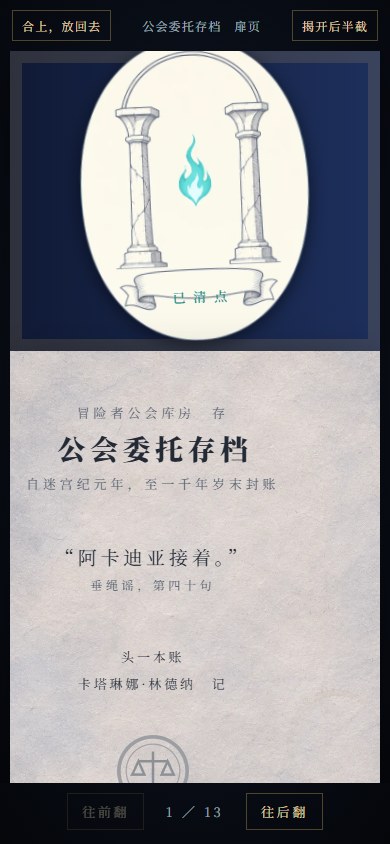 合上，放回去
公会委托存档　扉页
揭开后半截
已清点
冒险者公会库房　存
公会委托存档
自迷宫纪元年，至一千年岁末封账
“阿卡迪亚接着。”
垂绳谣，第四十句
头一本账
卡塔琳娜·林德纳　记
往前翻
1 / 13
往后翻